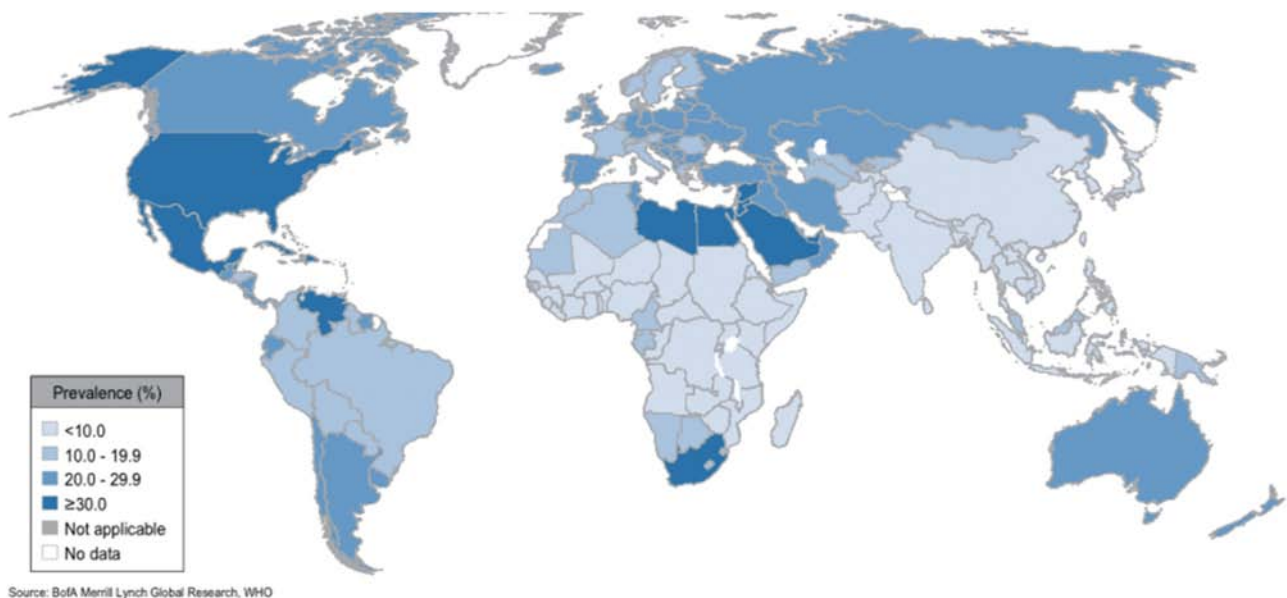 Prevalence (%)
<10.0
10.0 - 19.9
20.0 - 29.9
≥30.0
Not applicable
No data
Source: BofA Merrill Lynch Global Research, WHO